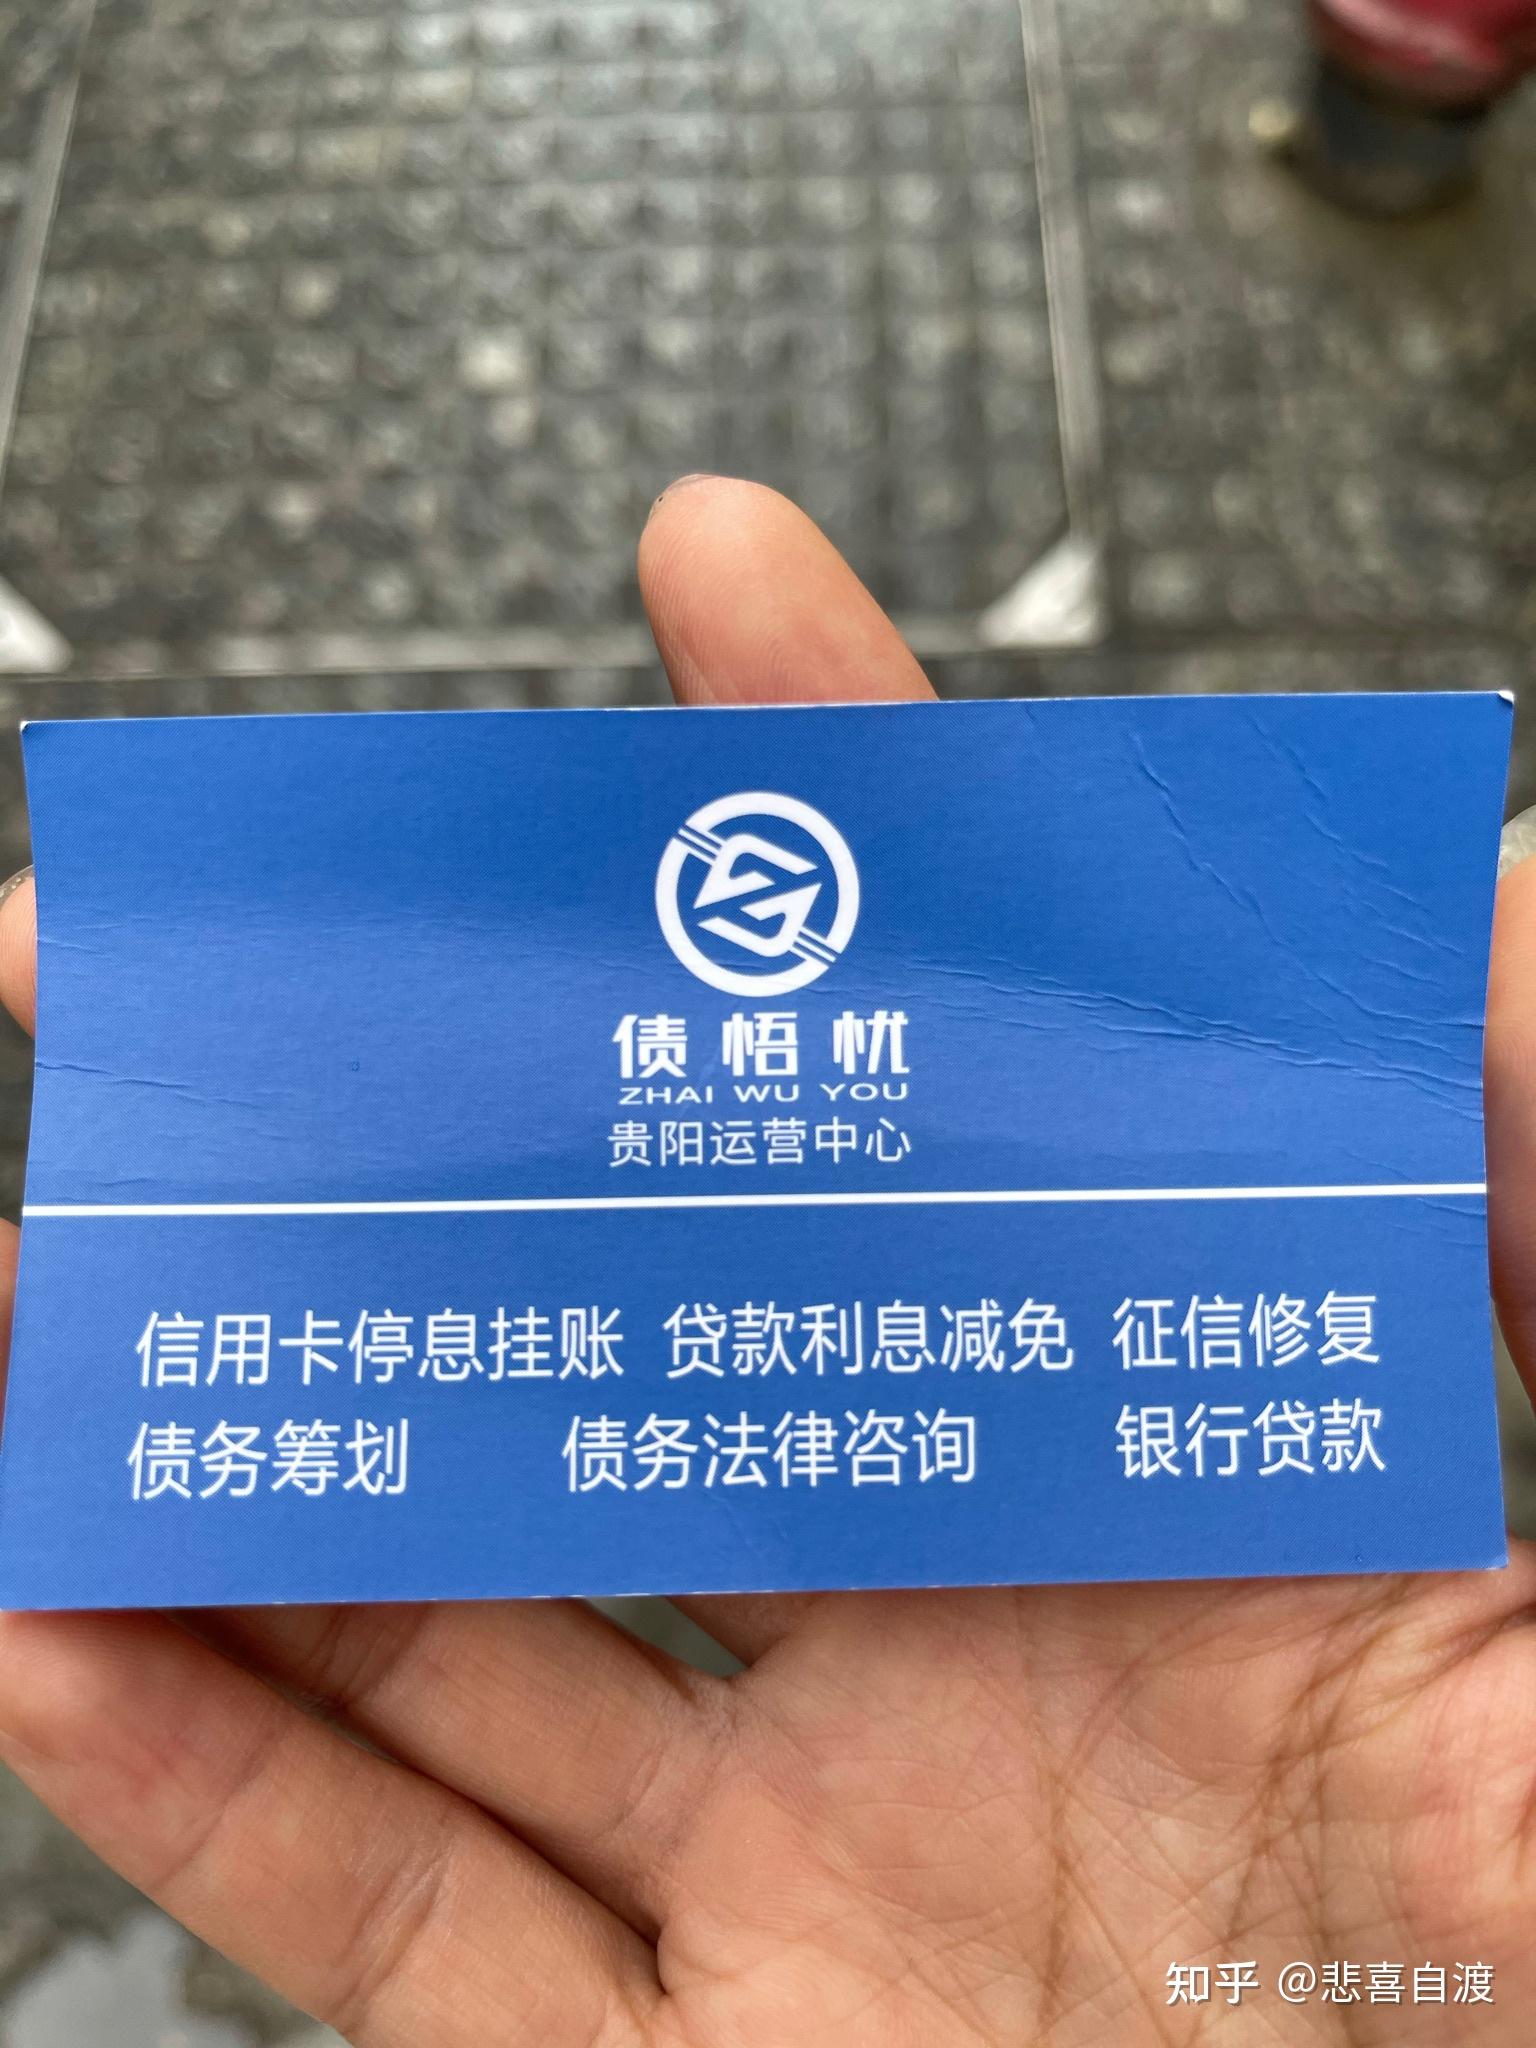 债悟忧
ZHAI WU YOU
贵阳运营中心
信用卡停息挂账 贷款利息减免 征信修复
债务筹划 债务法律咨询 银行贷款
知乎 @悲喜自渡